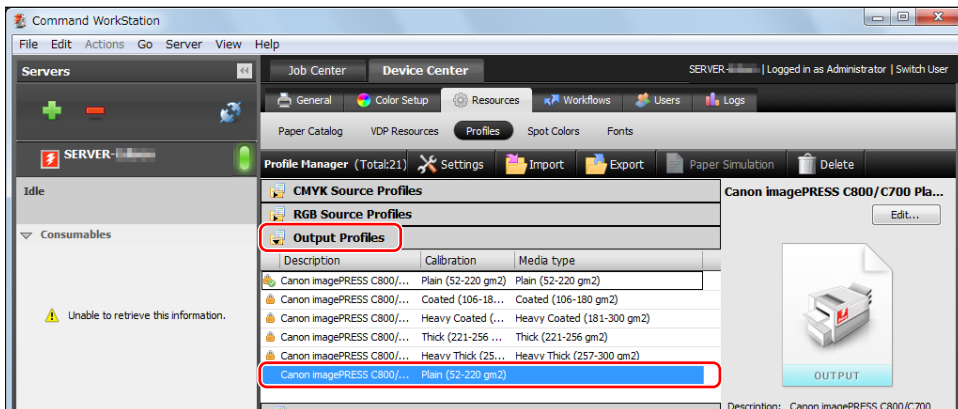 Command WorkStation
File Edit Actions Go Server View Help
Servers
Job Center Device Center SERVER- | Logged in as Administrator | Switch User
General Color Setup Resources Workflows Users Logs
Paper Catalog VDP Resources Profiles Spot Colors Fonts
SERVER-
Profile Manager (Total:21) Settings Import Export Paper Simulation Delete
Idle
CMYK Source Profiles
Canon imagePRESS C800/C700 Pla...
RGB Source Profiles
Edit...
Consumables
Output Profiles
Description Calibration Media type
Canon imagePRESS C800/... Plain (52-220 gm2) Plain (52-220 gm2)
Canon imagePRESS C800/... Coated (106-18... Coated (106-180 gm2)
Unable to retrieve this information.
Canon imagePRESS C800/... Heavy Coated (... Heavy Coated (181-300 gm2)
Canon imagePRESS C800/... Thick (221-256 ... Thick (221-256 gm2)
Canon imagePRESS C800/... Heavy Thick (25... Heavy Thick (257-300 gm2)
Canon imagePRESS C800/... Plain (52-220 gm2)
OUTPUT
Description: Canon imagePRESS C800/C700